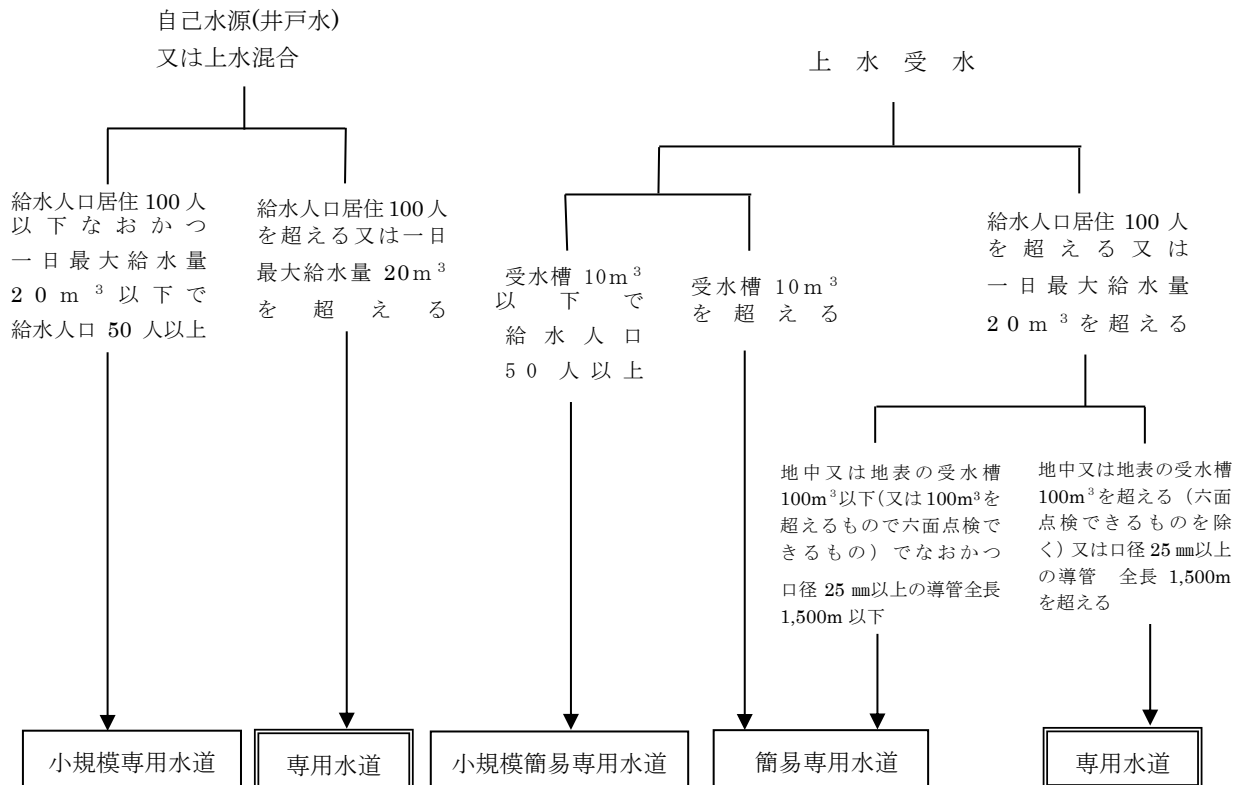 自己水源(井戸水)
又は上水混合
上水受水
給水人口居住 100 人
以下なおかつ
一日最大給水量
20m³以下で
給水人口 50 人以上
給水人口居住 100 人
を超える又は一日
最大給水量 20m³
を超える
受水槽 10m³
以下で
給水人口
50 人以上
受水槽 10m³
を超える
給水人口居住 100 人
を超える又は
一日最大給水量
20m³を超える
地中又は地表の受水槽
100m³以下(又は 100m³を
超えるもので六面点検で
きるもの）でなおかつ
口径 25 ㎜以上の導管全長
1,500m 以下
地中又は地表の受水槽
100m³を超える（六面
点検できるものを除
く）又は口径 25 ㎜以上
の導管　全長 1,500m
を超える
小規模専用水道
専用水道
小規模簡易専用水道
簡易専用水道
専用水道